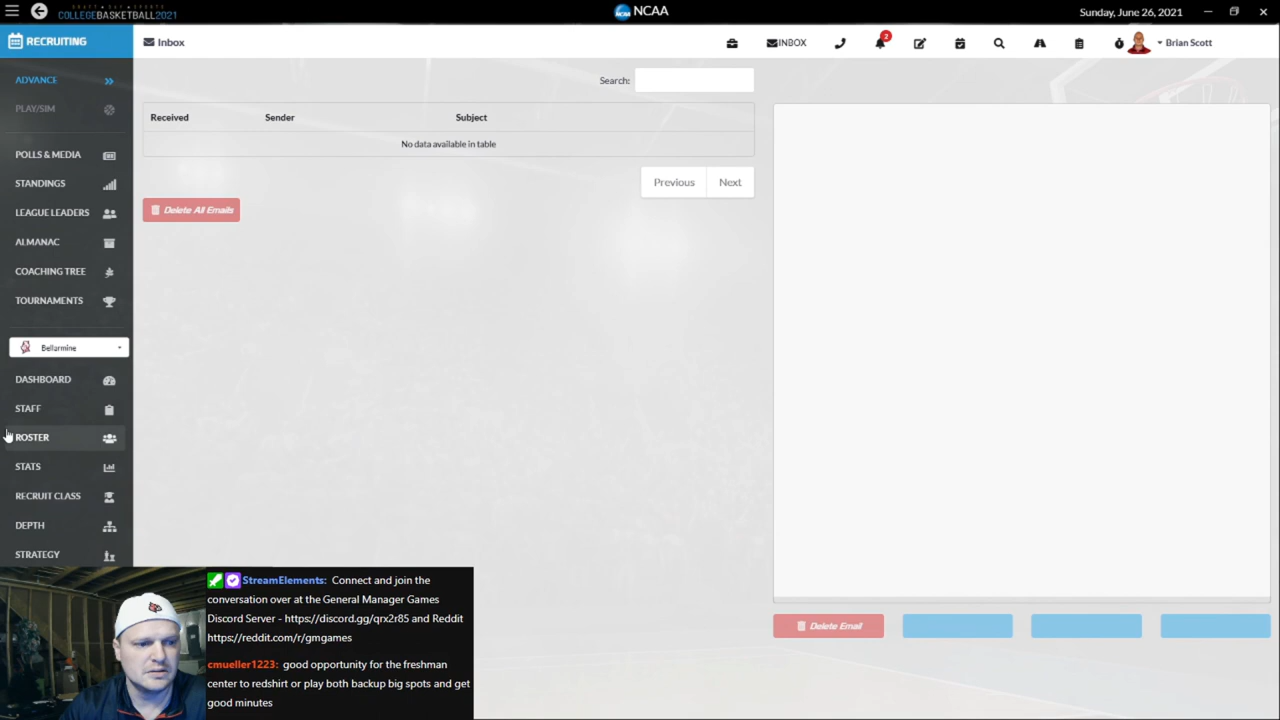 DRAFT DAY SPORTS
COLLEGEBASKETBALL2021
NCAA
Sunday, June 26, 2021
RECRUITING
Inbox
INBOX
2
Brian Scott
ADVANCE
PLAY/SIM
POLLS & MEDIA
STANDINGS
LEAGUE LEADERS
ALMANAC
COACHING TREE
TOURNAMENTS
Bellarmine
DASHBOARD
STAFF
ROSTER
STATS
RECRUIT CLASS
DEPTH
STRATEGY
Search:
Received Sender Subject
No data available in table
Previous Next
Delete All Emails
Delete Email
StreamElements: Connect and join the
conversation over at the General Manager Games
Discord Server - https://discord.gg/qrx2r85 and Reddit
https://reddit.com/r/gmgames
cmueller1223: good opportunity for the freshman
center to redshirt or play both backup big spots and get
good minutes